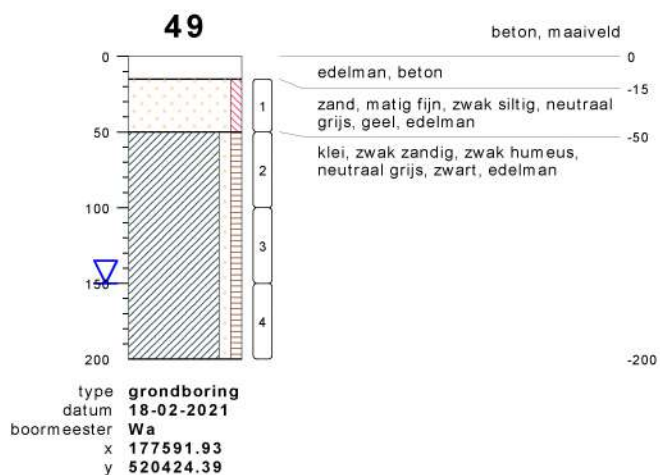 49
beton, maaiveld
0
0
edelman, beton
-15
1
zand, matig fijn, zwak siltig, neutraal
grijs, geel, edelman
50
-50
klei, zwak zandig, zwak humeus,
neutraal grijs, zwart, edelman
2
100
3
150
4
200
-200
type grondboring
datum 18-02-2021
boormeester Wa
x 177591.93
y 520424.39